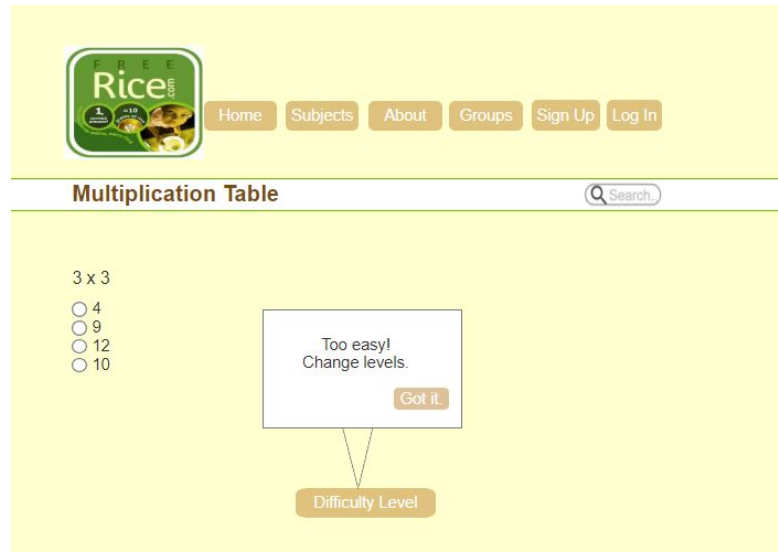 FREE
Rice.com
Home Subjects About Groups Sign Up Log In
Multiplication Table
Search..
3 x 3
4
9
12
10
Too easy!
Change levels.
Got it.
Difficulty Level